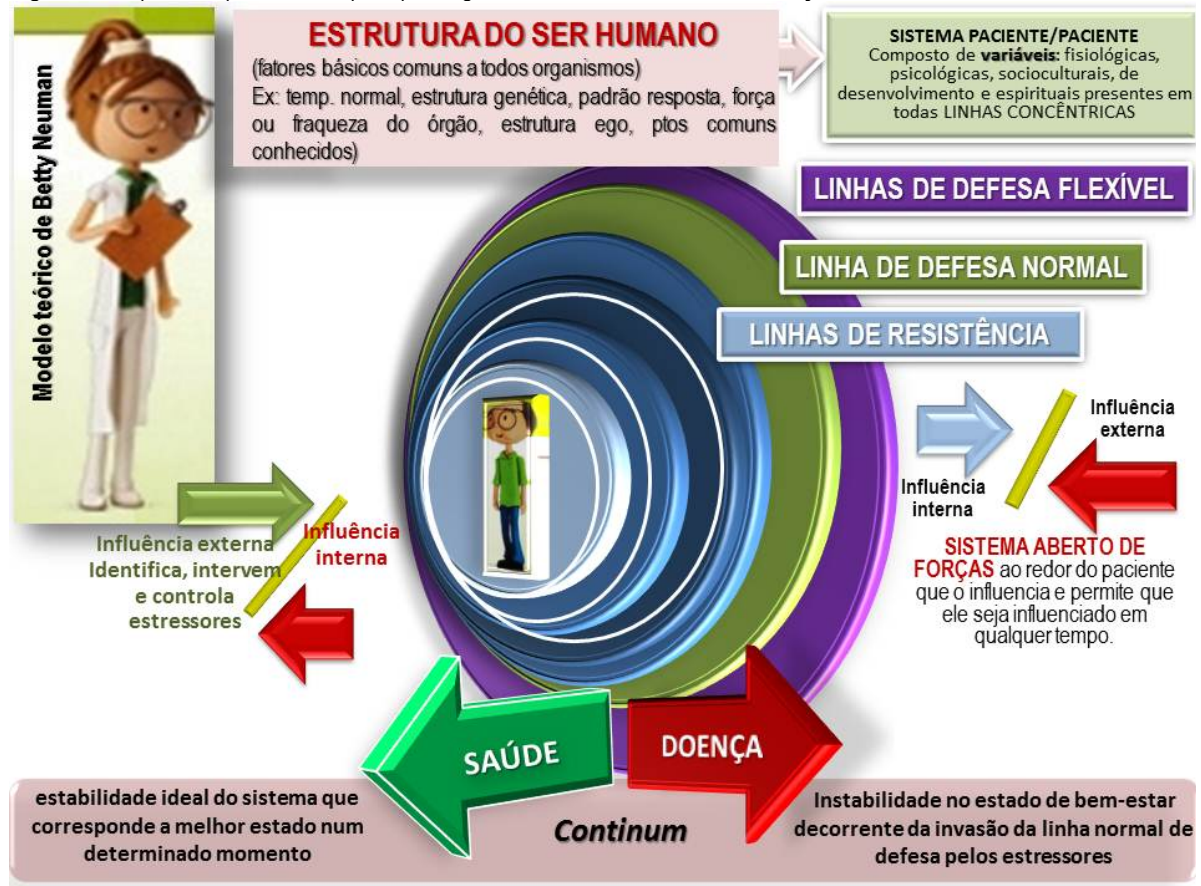 ESTRUTURA DO SER HUMANO
(fatores básicos comuns a todos organismos)
Ex: temp. normal, estrutura genética, padrão resposta, força
ou fraqueza do órgão, estrutura ego, ptos comuns
conhecidos)
SISTEMA PACIENTE/PACIENTE
Composto de variáveis: fisiológicas,
psicológicas, socioculturais, de
desenvolvimento e espirituais presentes em
todas LINHAS CONCÊNTRICAS
Modelo teórico de Betty Neuman
LINHAS DE DEFESA FLEXÍVEL
LINHA DE DEFESA NORMAL
LINHAS DE RESISTÊNCIA
Influência
externa
Influência
interna
SISTEMA ABERTO DE
FORÇAS ao redor do paciente
que o influencia e permite que
ele seja influenciado em
qualquer tempo.
Influência externa
Identifica, intervem
e controla
estressores
Influência
interna
SAÚDE
DOENÇA
estabilidade ideal do sistema que
corresponde a melhor estado num
determinado momento
Continum
Instabilidade no estado de bem-estar
decorrente da invasão da linha normal de
defesa pelos estressores